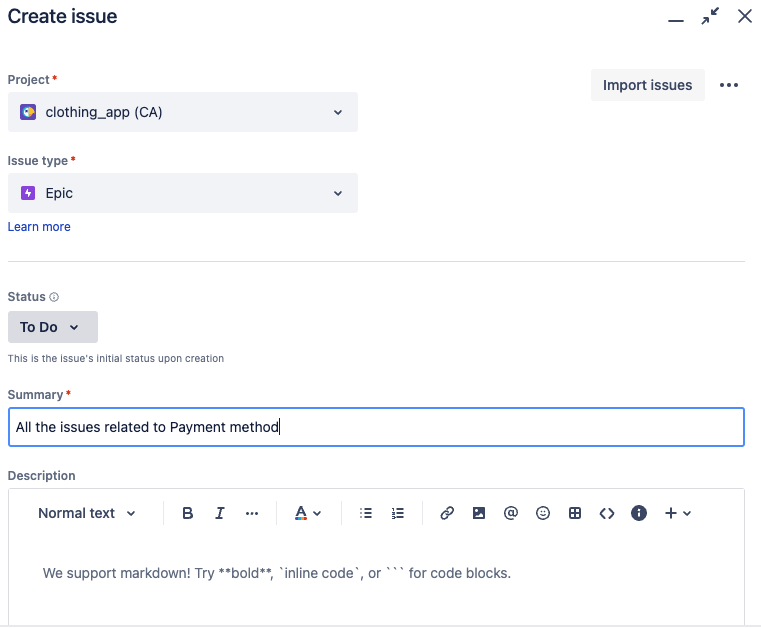 Create issue
Project *
Import issues
clothing_app (CA)
Issue type *
Epic
Learn more
Status
To Do
This is the issue's initial status upon creation
Summary *
All the issues related to Payment method
Description
Normal text B I ... A
We support markdown! Try **bold**, `inline code`, or ``` for code blocks.